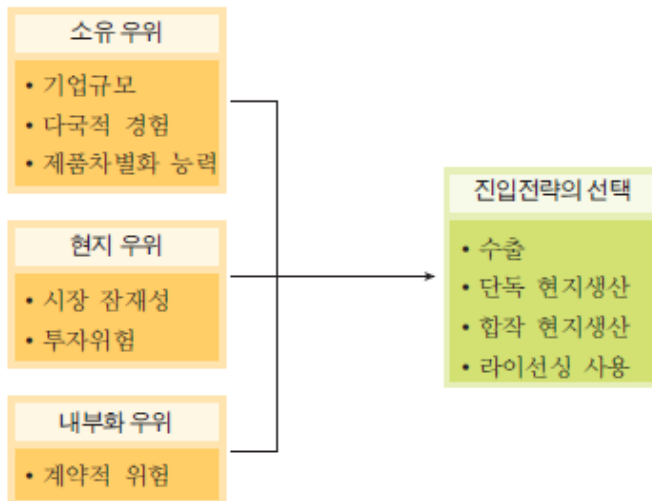 소유 우위
• 기업규모
• 다국적 경험
• 제품차별화 능력
현지 우위
• 시장 잠재성
• 투자위험
내부화 우위
• 계약적 위험
진입전략의 선택
• 수출
• 단독 현지생산
• 합작 현지생산
• 라이선싱 사용